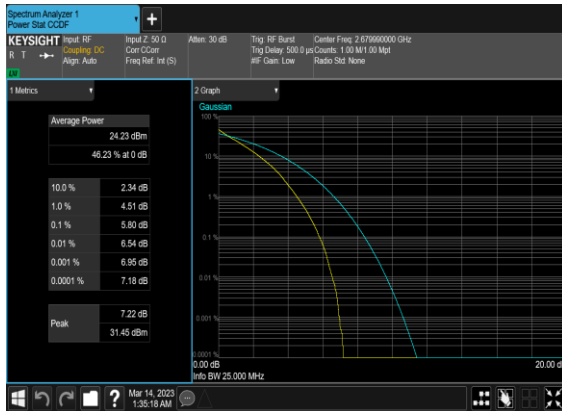 Spectrum Analyzer 1
Power Stat CCDF
KEYSIGHT
R T
Input: RF
Coupling: DC
Align: Auto
Input Z: 50 Ω
Corr CCorr
Freq Ref: Int (S)
Atten: 30 dB
Trig: RF Burst
Trig Delay: 500.0 µs
#IF Gain: Low
Center Freq: 2.679990000 GHz
Counts: 1.00 M/1.00 Mpt
Radio Std: None
1 Metrics
Average Power
24.23 dBm
46.23 % at 0 dB
10.0 % 2.34 dB
1.0 % 4.51 dB
0.1 % 5.80 dB
0.01 % 6.54 dB
0.001 % 6.95 dB
0.0001 % 7.18 dB
Peak
7.22 dB
31.45 dBm
2 Graph
Gaussian
100 %
10 %
1 %
0.1 %
0.01 %
0.001 %
0.0001 %
0.00 dB
20.00 d
Info BW 25.000 MHz
?
Mar 14, 2023
1:35:18 AM